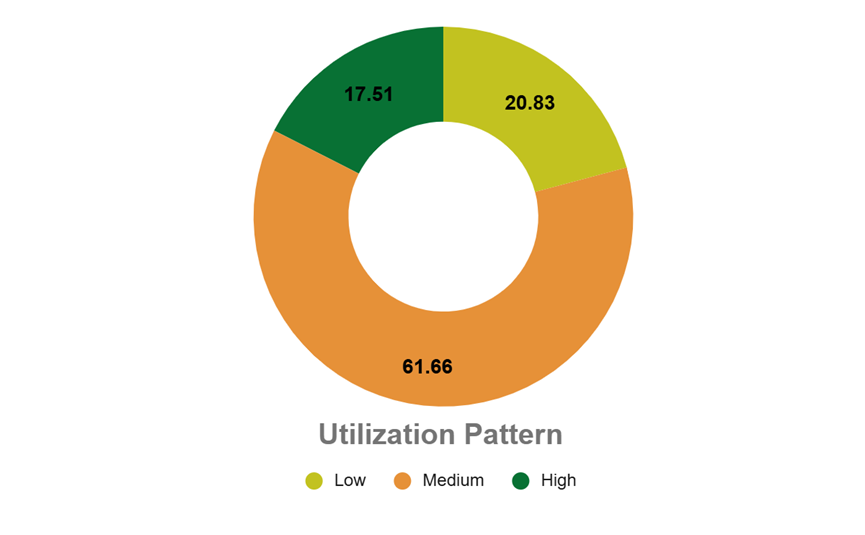 17.51
20.83
61.66
Utilization Pattern
Low Medium High